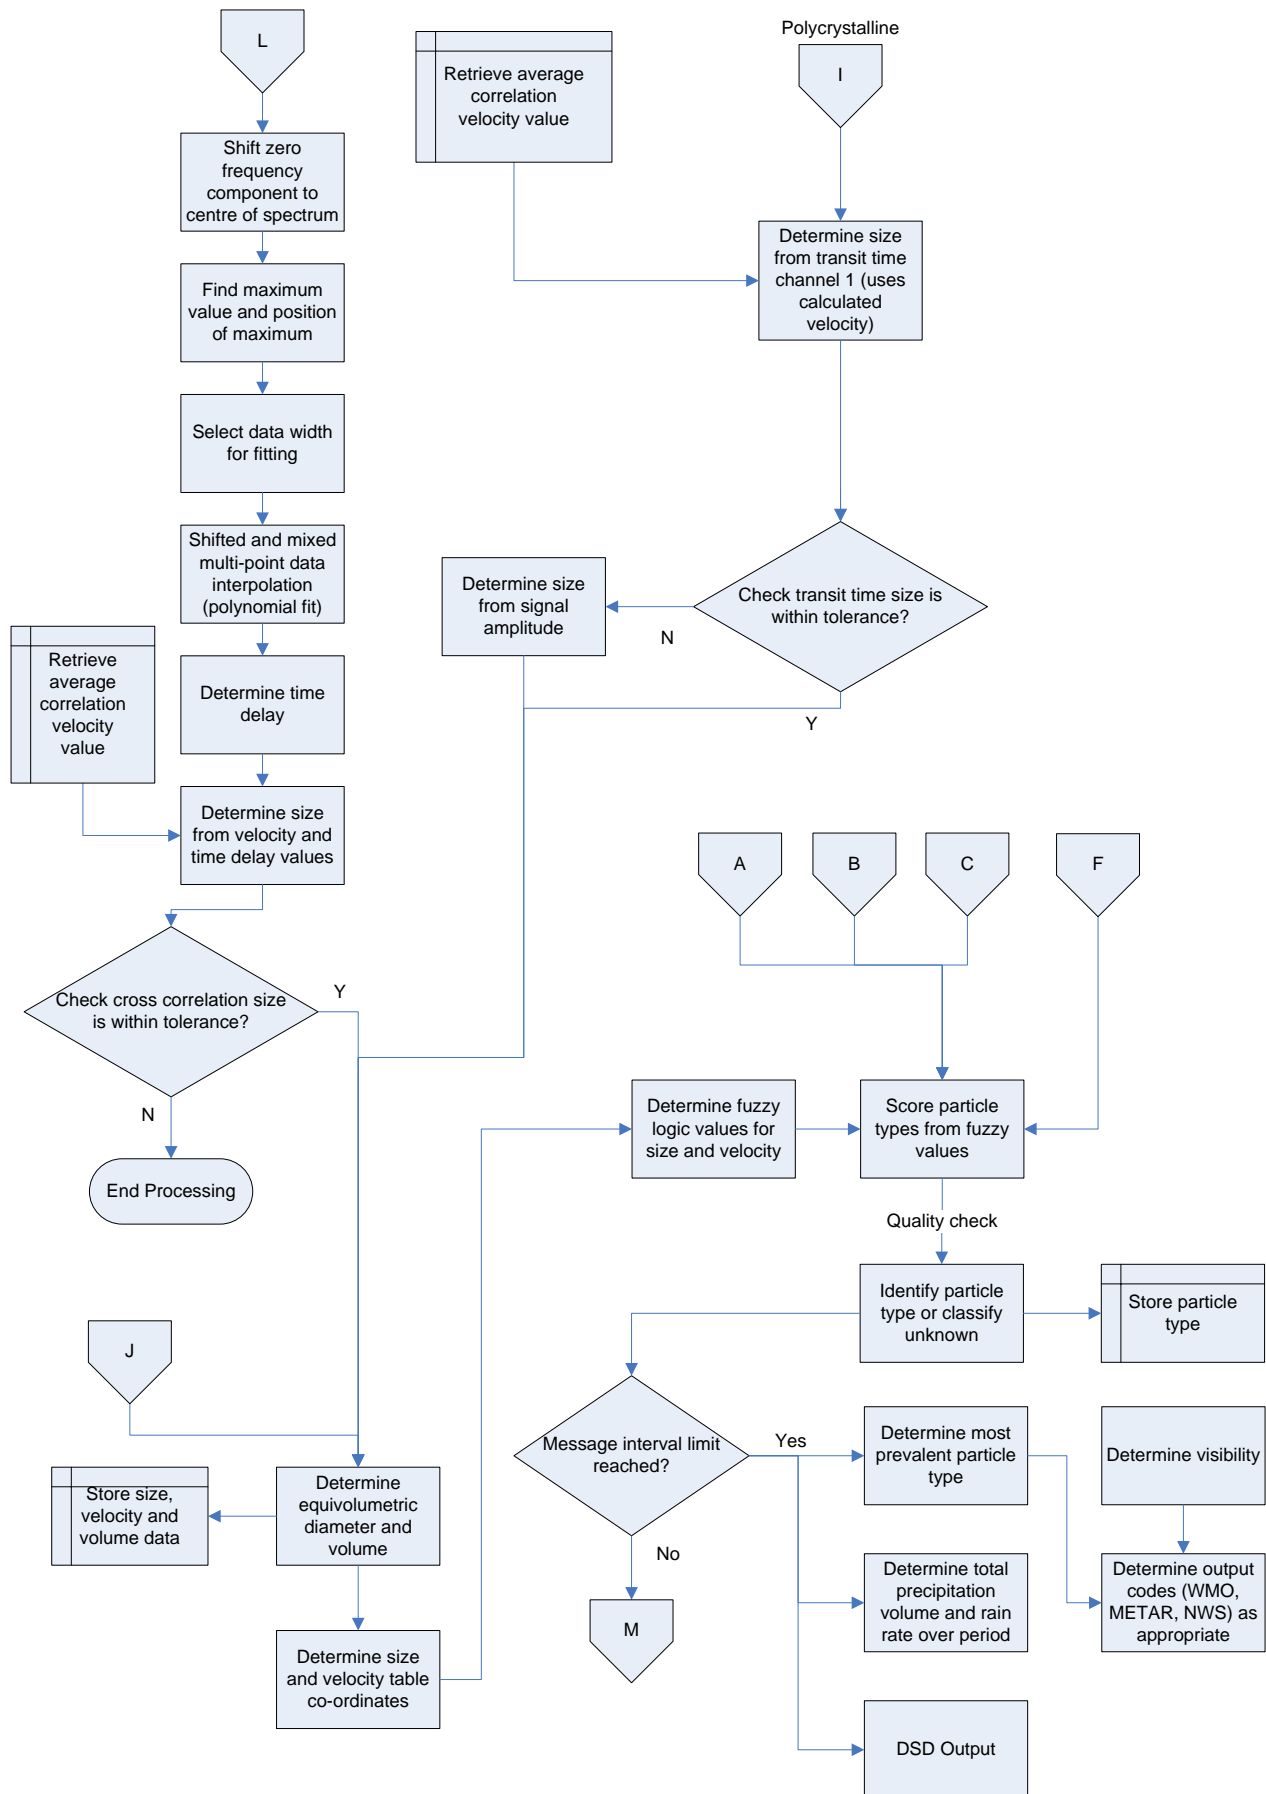 L
Shift zero
frequency
component to
centre of spectrum
Find maximum
value and position
of maximum
Select data width
for fitting
Shifted and mixed
multi-point data
interpolation
(polynomial fit)
Retrieve
average
correlation
velocity
value
Determine time
delay
Determine size
from velocity and
time delay values
Check cross correlation size
is within tolerance?
Y
N
End Processing
J
Store size,
velocity and
volume data
Determine
equivolumetric
diameter and
volume
Determine size
and velocity table
co-ordinates
Retrieve average
correlation
velocity value
Polycrystalline
I
Determine size
from transit time
channel 1 (uses
calculated
velocity)
Check transit time size is
within tolerance?
N
Y
Determine size
from signal
amplitude
A
B
C
F
Determine fuzzy
logic values for
size and velocity
Score particle
types from fuzzy
values
Quality check
Identify particle
type or classify
unknown
Store particle
type
Message interval limit
reached?
Yes
No
M
Determine most
prevalent particle
type
Determine visibility
Determine total
precipitation
volume and rain
rate over period
Determine output
codes (WMO,
METAR, NWS) as
appropriate
DSD Output